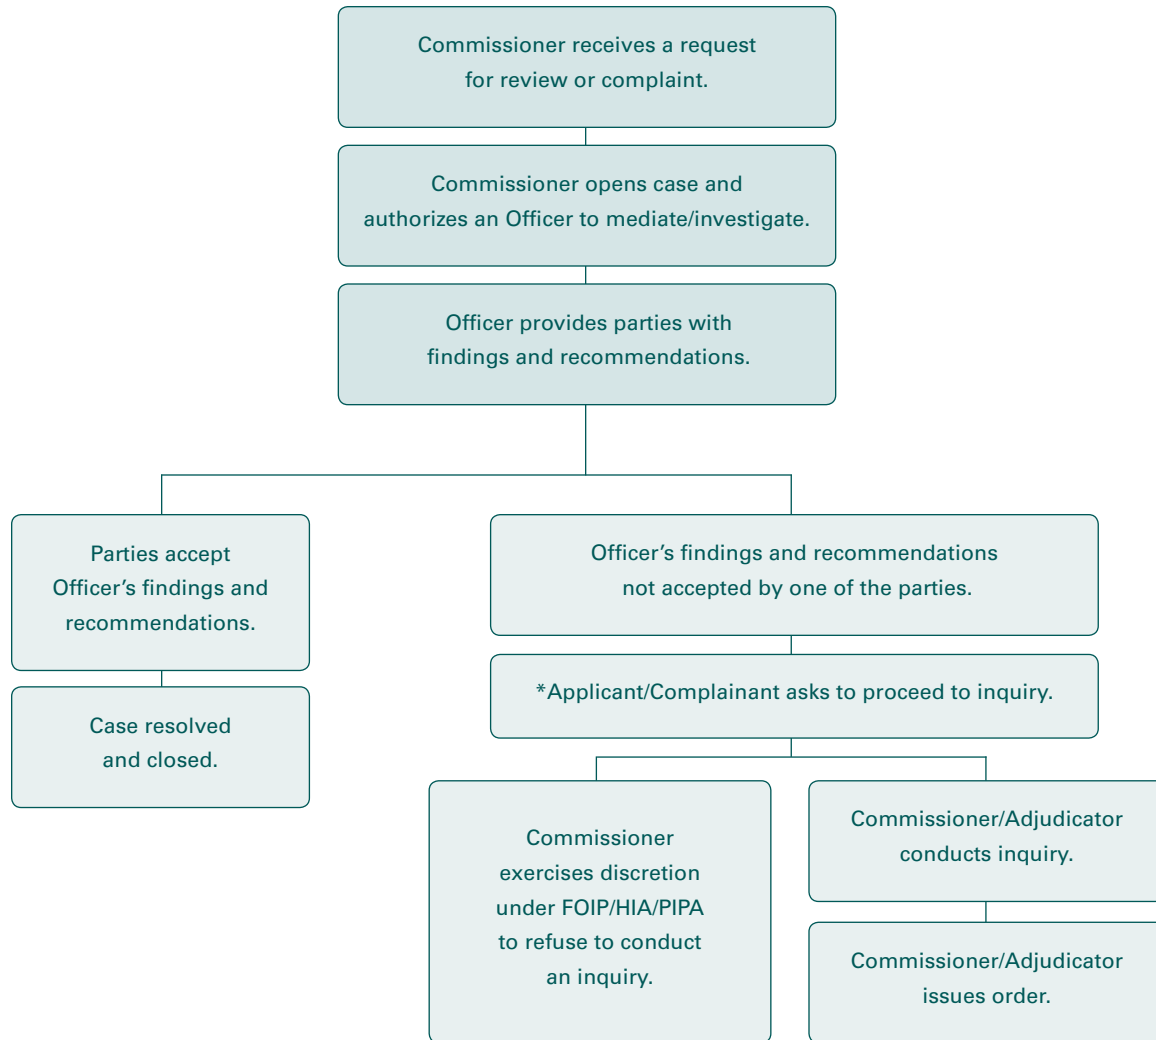 Commissioner receives a request
for review or complaint.
Commissioner opens case and
authorizes an Officer to mediate/investigate.
Officer provides parties with
findings and recommendations.
Parties accept
Officer’s findings and
recommendations.
Case resolved
and closed.
Officer’s findings and recommendations
not accepted by one of the parties.
*Applicant/Complainant asks to proceed to inquiry.
Commissioner
exercises discretion
under FOIP/HIA/PIPA
to refuse to conduct
an inquiry.
Commissioner/Adjudicator
conducts inquiry.
Commissioner/Adjudicator
issues order.